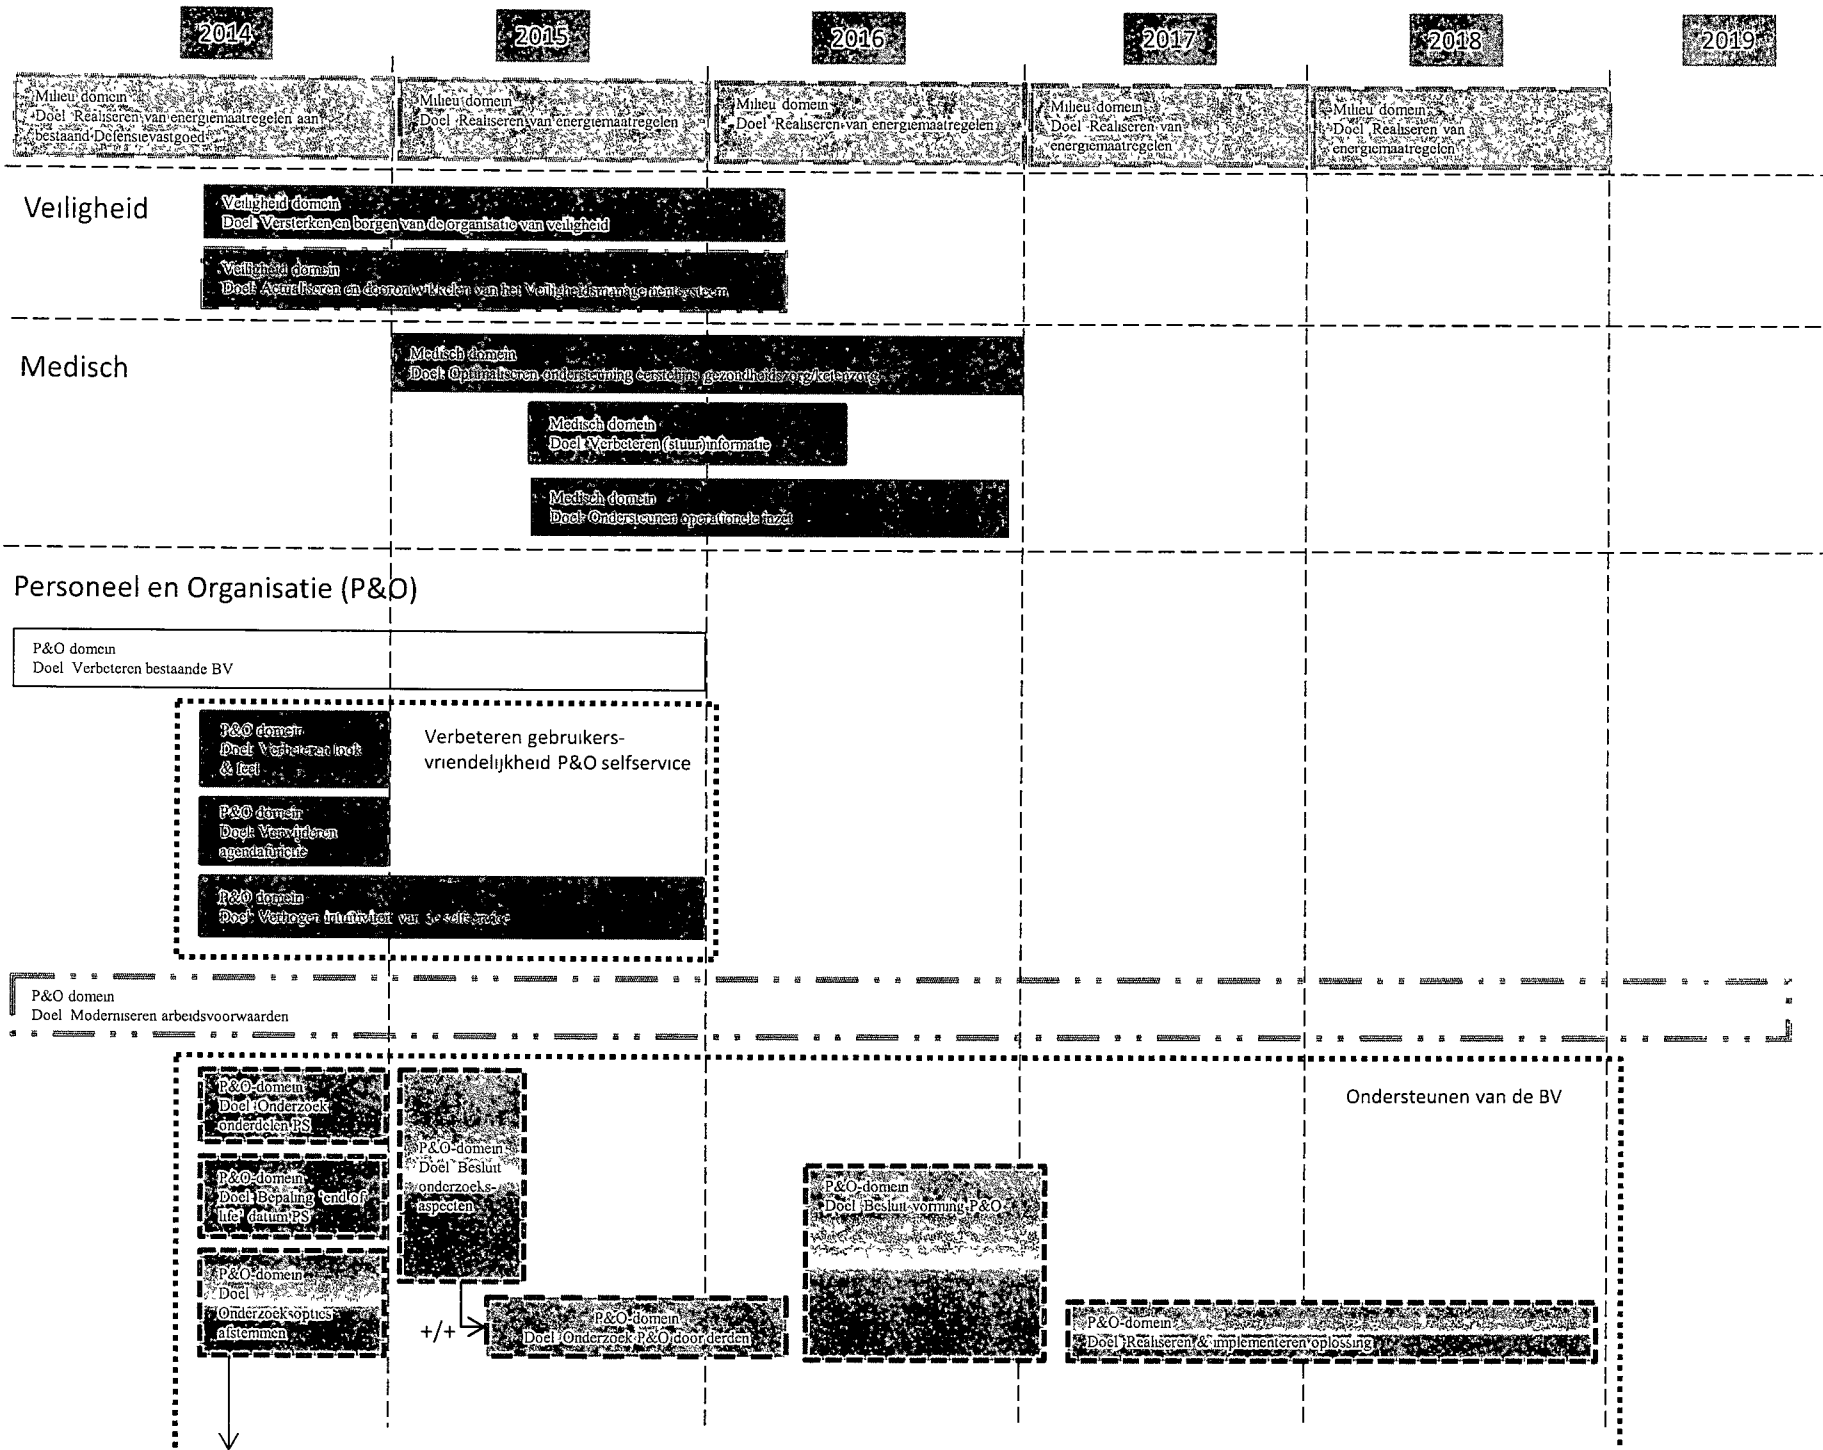 2014
2015
2016
2017
2018
2019
Milieu domein
Doel Realiseren van energiemaatregelen aan
bestaand Defensievastgoed
Milieu domein
Doel Realiseren van energiemaatregelen
Milieu domein
Doel Realiseren van energiemaatregelen
Milieu domein
Doel Realiseren van
energiemaatregelen
Milieu domein
Doel Realiseren van
energiemaatregelen
Veiligheid
Veiligheid domein
Doel: Versterken en borgen van de organisatie van veiligheid
Veiligheid domein
Doel: Actualiseren en doorontwikkelen van het Veiligheidsmanagementsysteem
Medisch
Medisch domein
Doel: Optimaliseren ondersteuning eerstelijns gezondheidszorg/ketenzorg
Medisch domein
Doel: Verbeteren (stuur)informatie
Medisch domein
Doel: Ondersteunen operationele inzet
Personeel en Organisatie (P&O)
P&O domein
Doel Verbeteren bestaande BV
P&O domein
Doel: Verbeteren look
& feel
Verbeteren gebruikers-
vriendelijkheid P&O selfservice
P&O domein
Doel: Verwijderen
agendafunctie
P&O domein
Doel: Verhogen intuitiviteit van de selfservice
P&O domein
Doel Moderniseren arbeidsvoorwaarden
Ondersteunen van de BV
P&O-domein
Doel Onderzoek
onderdelen PS
P&O-domein
Doel Bepaling 'end of
life' datum PS
P&O-domein
Doel
Onderzoeksopties
afstemmen
P&O-domein
Doel Besluit
onderzoeks-
aspecten
+/+
P&O-domein
Doel Onderzoek P&O door derden
P&O-domein
Doel Besluit vorming P&O
P&O-domein
Doel Realiseren & implementeren oplossing